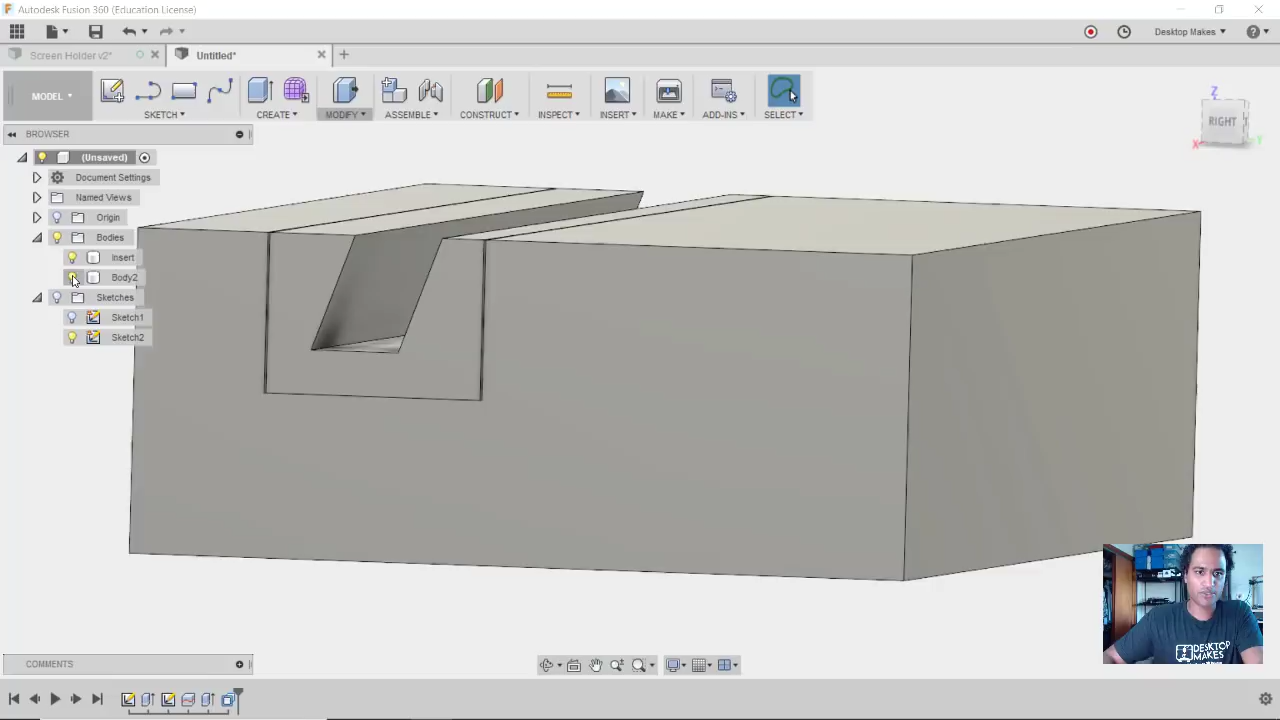 Autodesk Fusion 360 (Education License)
Desktop Makes
Screen Holder v2*
Untitled*
MODEL
SKETCH
CREATE
MODIFY
ASSEMBLE
CONSTRUCT
INSPECT
INSERT
MAKE
ADD-INS
SELECT
BROWSER
(Unsaved)
Document Settings
Named Views
Origin
Bodies
Insert
Body2
Sketches
Sketch1
Sketch2
Z
RIGHT
X
Y
DESKTOP
MAKES
COMMENTS